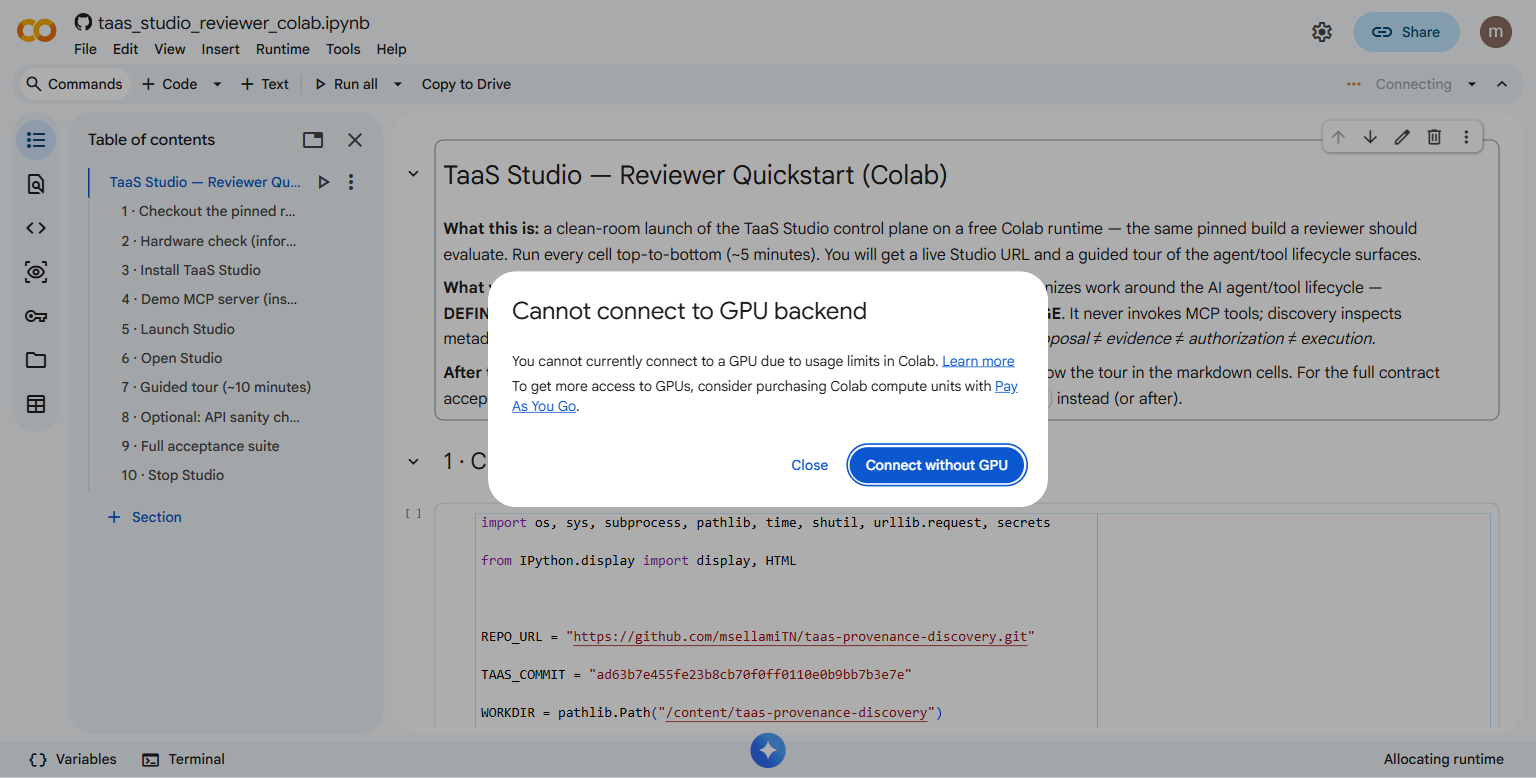 taas_studio_reviewer_colab.ipynb
File Edit View Insert Runtime Tools Help
Share
m
Commands + Code + Text Run all Copy to Drive
Connecting
Table of contents
TaaS Studio — Reviewer Qu...
1 · Checkout the pinned r...
2 · Hardware check (infor...
3 · Install TaaS Studio
4 · Demo MCP server (ins...
5 · Launch Studio
6 · Open Studio
7 · Guided tour (~10 minutes)
8 · Optional: API sanity ch...
9 · Full acceptance suite
10 · Stop Studio
+ Section
TaaS Studio — Reviewer Quickstart (Colab)
What this is: a clean-room launch of the TaaS Studio control plane on a free Colab runtime — the same pinned build a reviewer should
evaluate. Run every cell top-to-bottom (~5 minutes). You will get a live Studio URL and a guided tour of the agent/tool lifecycle surfaces.
What work around the AI agent/tool lifecycle —
It never invokes MCP tools; discovery inspects
≠ evidence ≠ authorization ≠ execution.
After the tour in the markdown cells. For the full contract
instead (or after).
Cannot connect to GPU backend
You cannot currently connect to a GPU due to usage limits in Colab. Learn more
To get more access to GPUs, consider purchasing Colab compute units with Pay
As You Go.
Close
Connect without GPU
1 · C
[ ]
import os, sys, subprocess, pathlib, time, shutil, urllib.request, secrets
from IPython.display import display, HTML
REPO_URL = "https://github.com/msellamiTN/taas-provenance-discovery.git"
TAAS_COMMIT = "ad63b7e455fe23b8cb70f0ff0110e0b9bb7b3e7e"
WORKDIR = pathlib.Path("/content/taas-provenance-discovery")
Variables Terminal
Allocating runtime